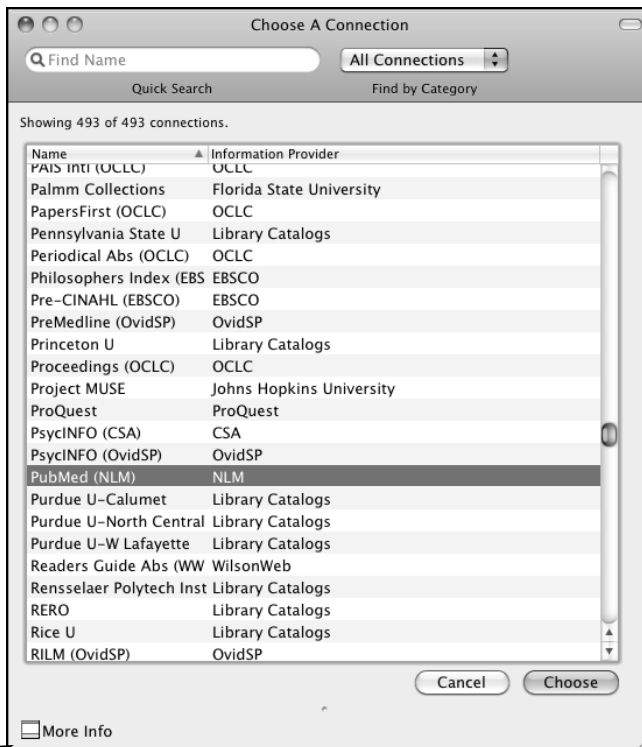 Choose A Connection
Find Name All Connections
Quick Search Find by Category
Showing 493 of 493 connections.
Name Information Provider
PAIS Intl (OCLC) OCLC
Palmm Collections Florida State University
PapersFirst (OCLC) OCLC
Pennsylvania State U Library Catalogs
Periodical Abs (OCLC) OCLC
Philosophers Index (EBS EBSCO
Pre-CINAHL (EBSCO) EBSCO
PreMedline (OvidSP) OvidSP
Princeton U Library Catalogs
Proceedings (OCLC) OCLC
Project MUSE Johns Hopkins University
ProQuest ProQuest
PsycINFO (CSA) CSA
PsycINFO (OvidSP) OvidSP
PubMed (NLM) NLM
Purdue U-Calumet Library Catalogs
Purdue U-North Central Library Catalogs
Purdue U-W Lafayette Library Catalogs
Readers Guide Abs (WW WilsonWeb
Rensselaer Polytech Inst Library Catalogs
RERO Library Catalogs
Rice U Library Catalogs
RILM (OvidSP) OvidSP
Cancel Choose
More Info